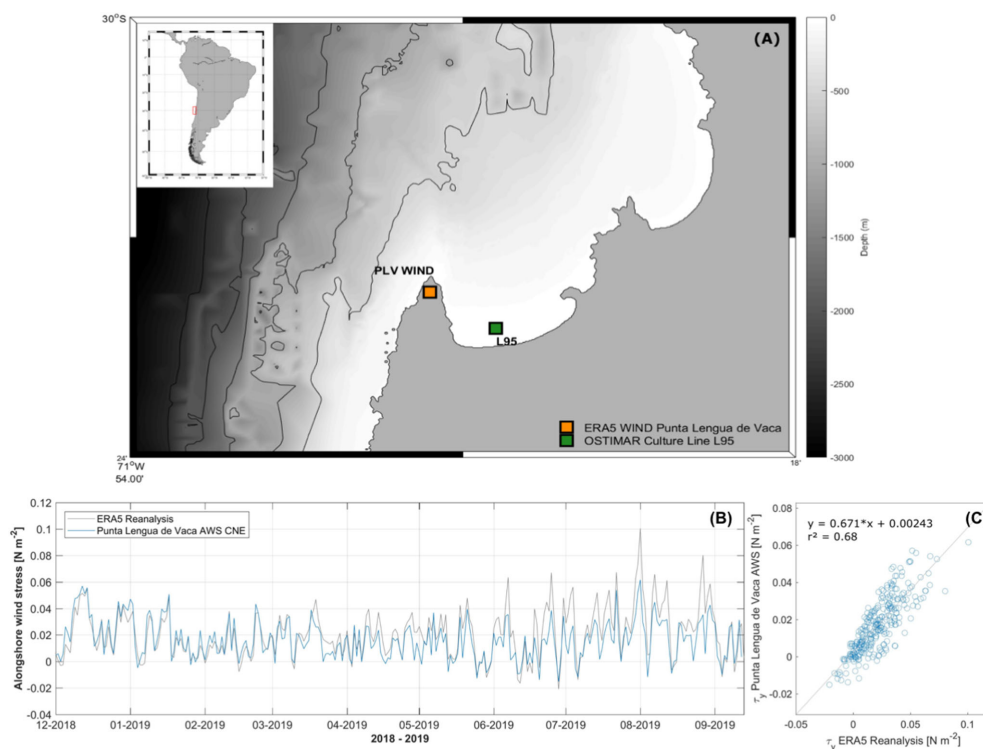 30°S
(A)
0
-500
-1000
-1500
-2000
-2500
-3000
Depth (m)
PLV WIND
L95
ERA5 WIND Punta Lengua de Vaca
OSTIMAR Culture Line L95
24'
71°W
54.00'
18'
0.12
0.1
0.08
0.06
0.04
0.02
0
-0.02
-0.04
Alongshore wind stress [N m⁻²]
ERA5 Reanalysis
Punta Lengua de Vaca AWS CNE
(B)
12-2018
01-2019
02-2019
03-2019
04-2019
05-2019
06-2019
07-2019
08-2019
09-2019
2018 - 2019
τy Punta Lengua de Vaca AWS [N m⁻²]
0.08
0.06
0.04
0.02
0
-0.02
y = 0.671*x + 0.00243
r² = 0.68
(C
-0.05
0
0.05
0.1
τy ERA5 Reanalysis [N m⁻²]